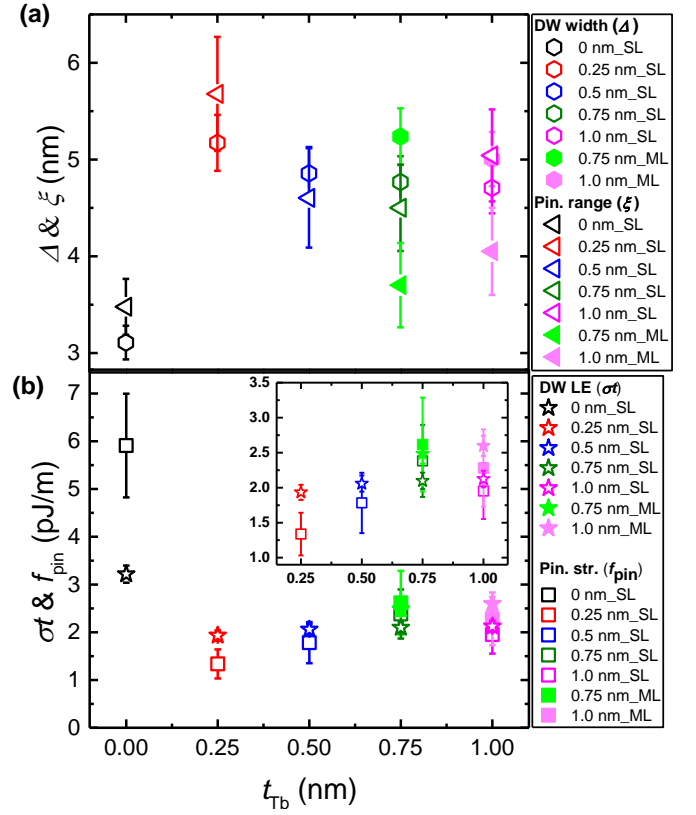 (a)
6
5
4
3
Δ & ξ (nm)
DW width (Δ)
0 nm_SL
0.25 nm_SL
0.5 nm_SL
0.75 nm_SL
1.0 nm_SL
0.75 nm_ML
1.0 nm_ML
Pin. range (ξ)
0 nm_SL
0.25 nm_SL
0.5 nm_SL
0.75 nm_SL
1.0 nm_SL
0.75 nm_ML
1.0 nm_ML
(b)
7
6
5
4
3
2
1
0
σt & fpin (pJ/m)
3.5
3.0
2.5
2.0
1.5
1.0
0.25 0.50 0.75 1.00
0.00 0.25 0.50 0.75 1.00
tTb (nm)
DW LE (σt)
0 nm_SL
0.25 nm_SL
0.5 nm_SL
0.75 nm_SL
1.0 nm_SL
0.75 nm_ML
1.0 nm_ML
Pin. str. (fpin)
0 nm_SL
0.25 nm_SL
0.5 nm_SL
0.75 nm_SL
1.0 nm_SL
0.75 nm_ML
1.0 nm_ML